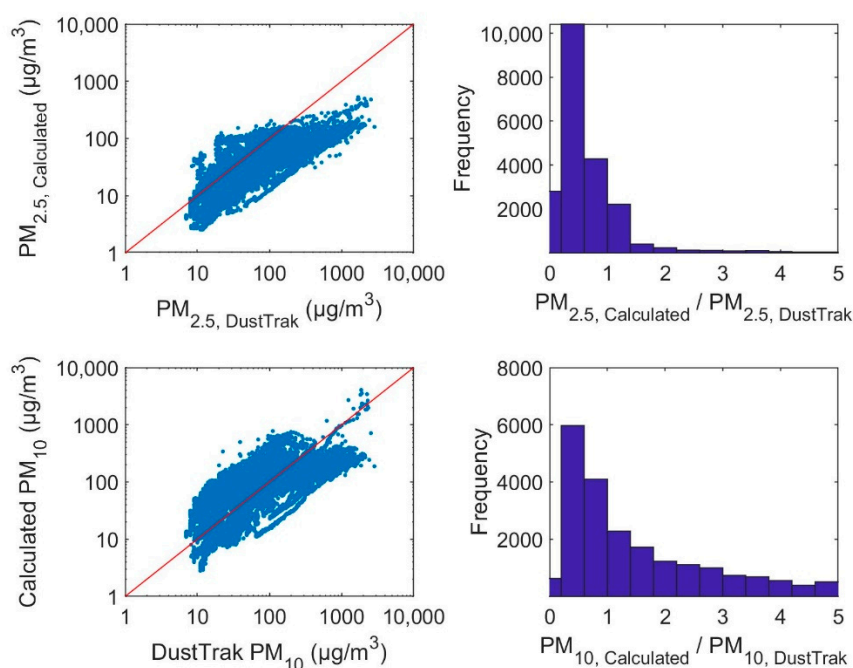 10,000
1000
100
10
1
PM2.5, Calculated (µg/m³)
1 10 100 1000 10,000
PM2.5, DustTrak (µg/m³)
10,000
8000
6000
4000
2000
Frequency
0 1 2 3 4 5
PM2.5, Calculated / PM2.5, DustTrak
10,000
1000
100
10
1
Calculated PM10 (µg/m³)
1 10 100 1000 10,000
DustTrak PM10 (µg/m³)
8000
6000
4000
2000
Frequency
0 1 2 3 4 5
PM10, Calculated / PM10, DustTrak